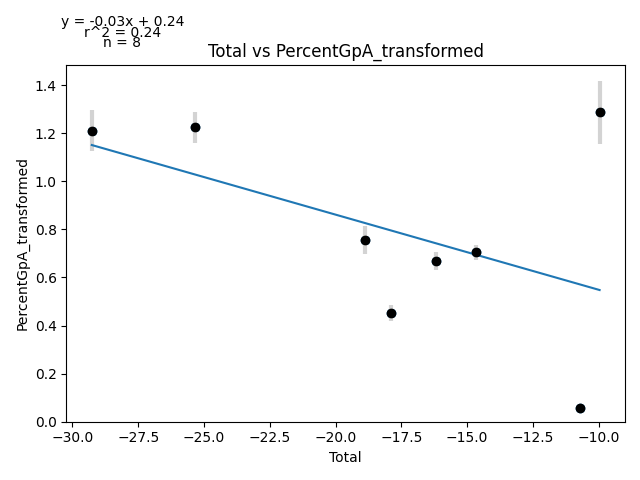 y = -0.03x + 0.24
r^2 = 0.24
n = 8
Total vs PercentGpA_transformed
PercentGpA_transformed
1.4
1.2
1.0
0.8
0.6
0.4
0.2
0.0
−30.0 −27.5 −25.0 −22.5 −20.0 −17.5 −15.0 −12.5 −10.0
Total